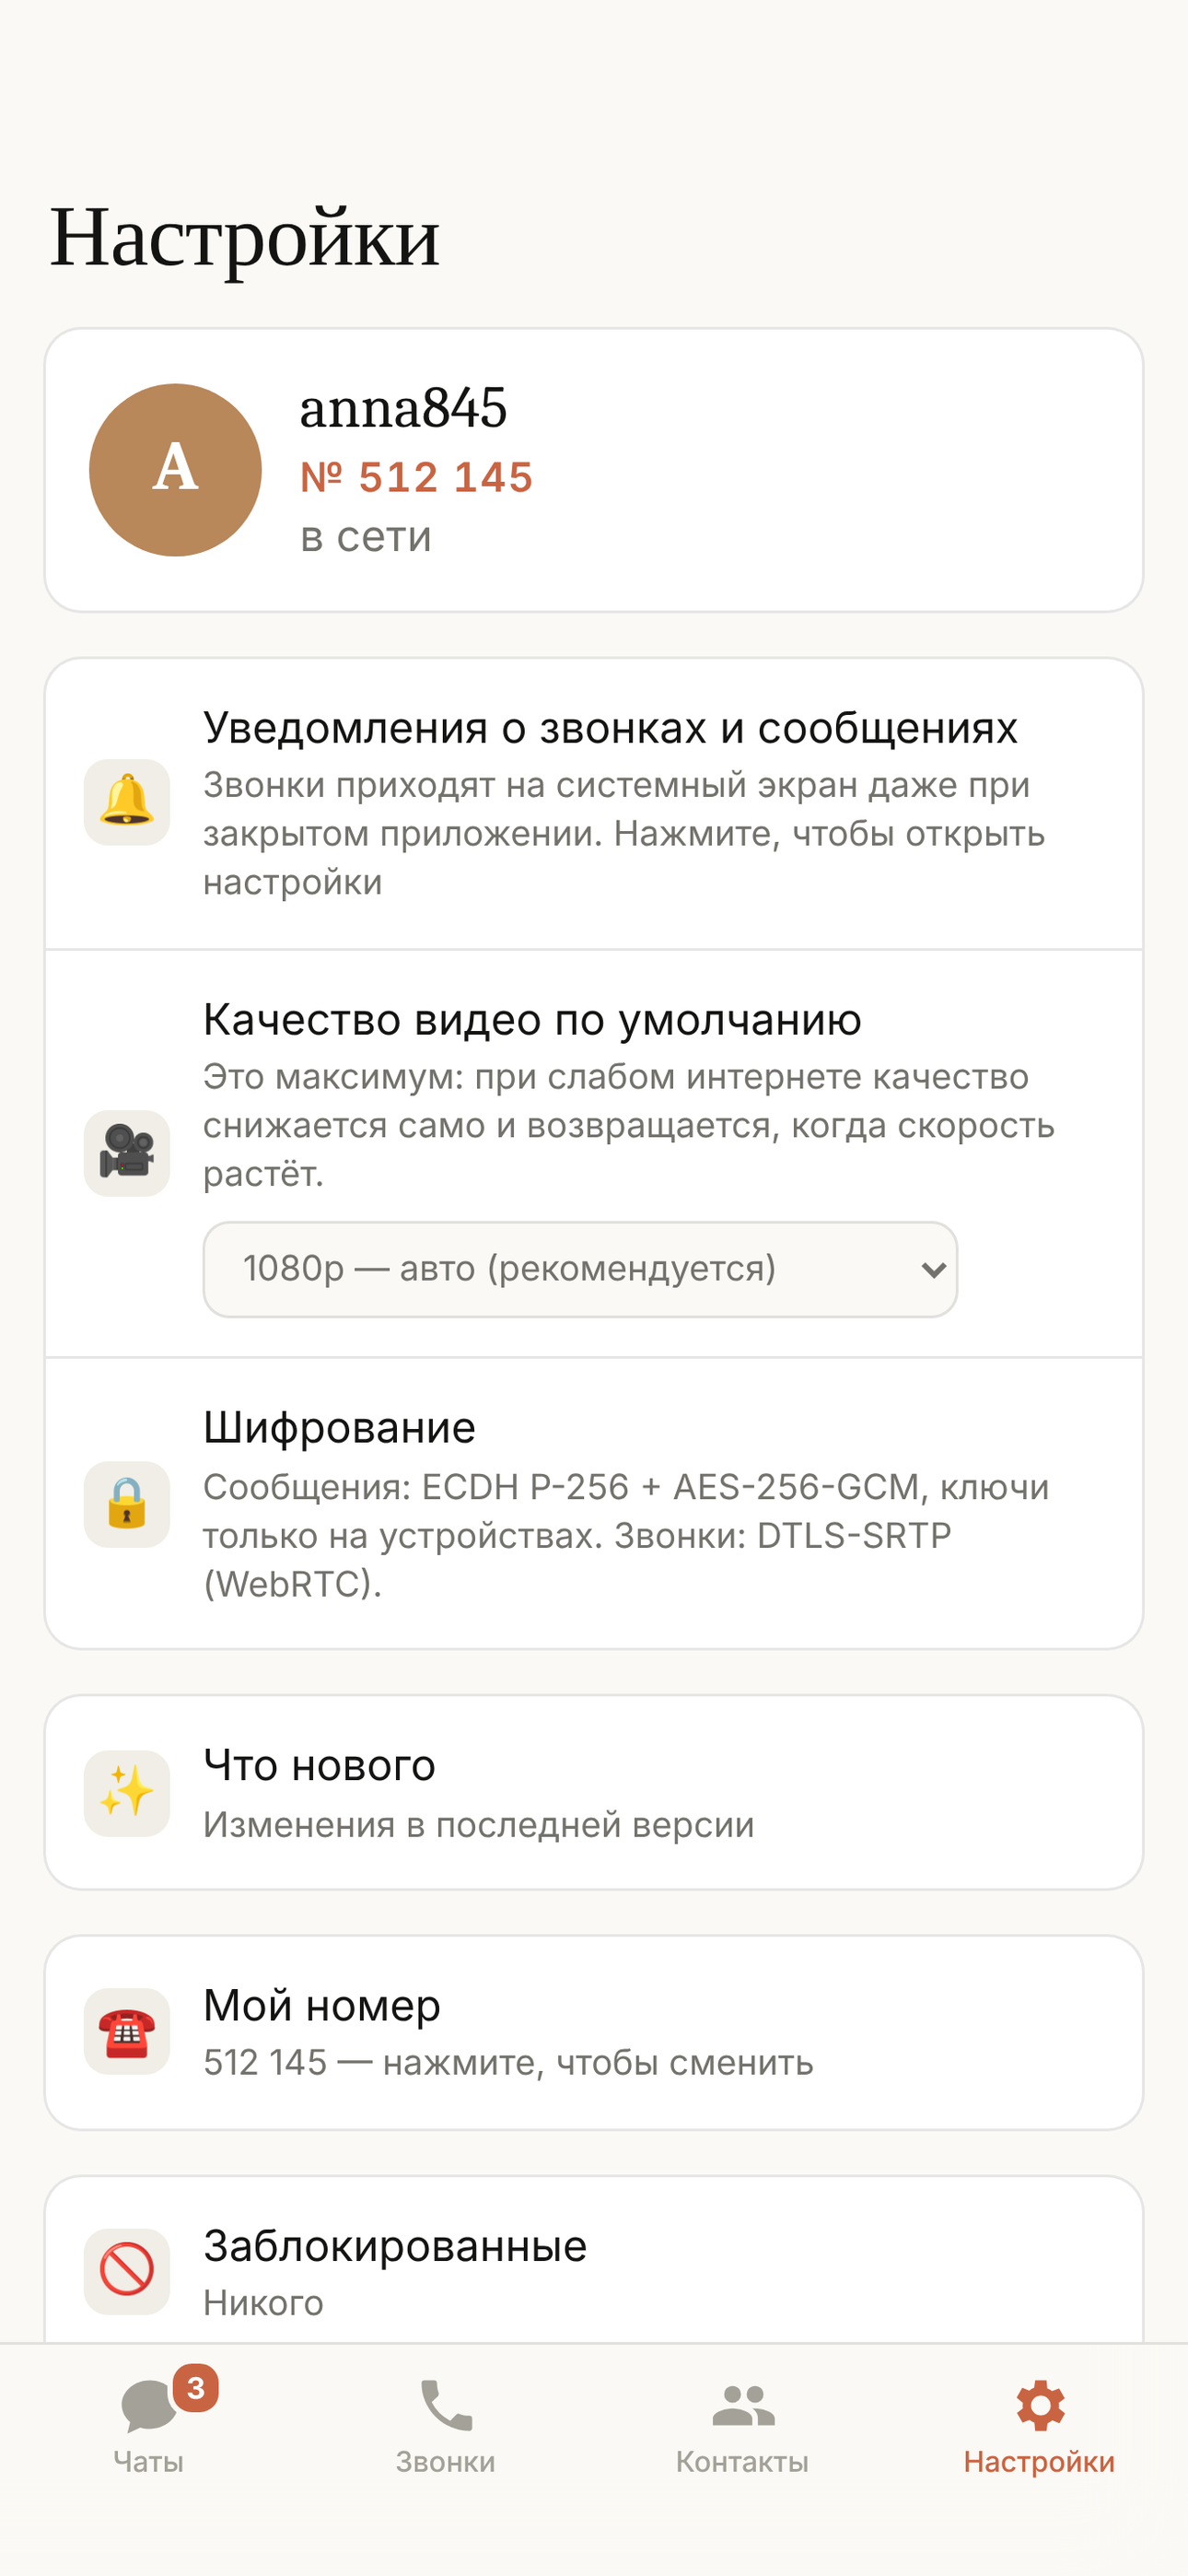 Настройки
A
anna845
№ 512 145
в сети
Уведомления о звонках и сообщениях
Звонки приходят на системный экран даже при
закрытом приложении. Нажмите, чтобы открыть
настройки
Качество видео по умолчанию
Это максимум: при слабом интернете качество
снижается само и возвращается, когда скорость
растёт.
1080p — авто (рекомендуется)
Шифрование
Сообщения: ECDH P-256 + AES-256-GCM, ключи
только на устройствах. Звонки: DTLS-SRTP
(WebRTC).
Что нового
Изменения в последней версии
Мой номер
512 145 — нажмите, чтобы сменить
Заблокированные
Никого
3
Чаты
Звонки
Контакты
Настройки